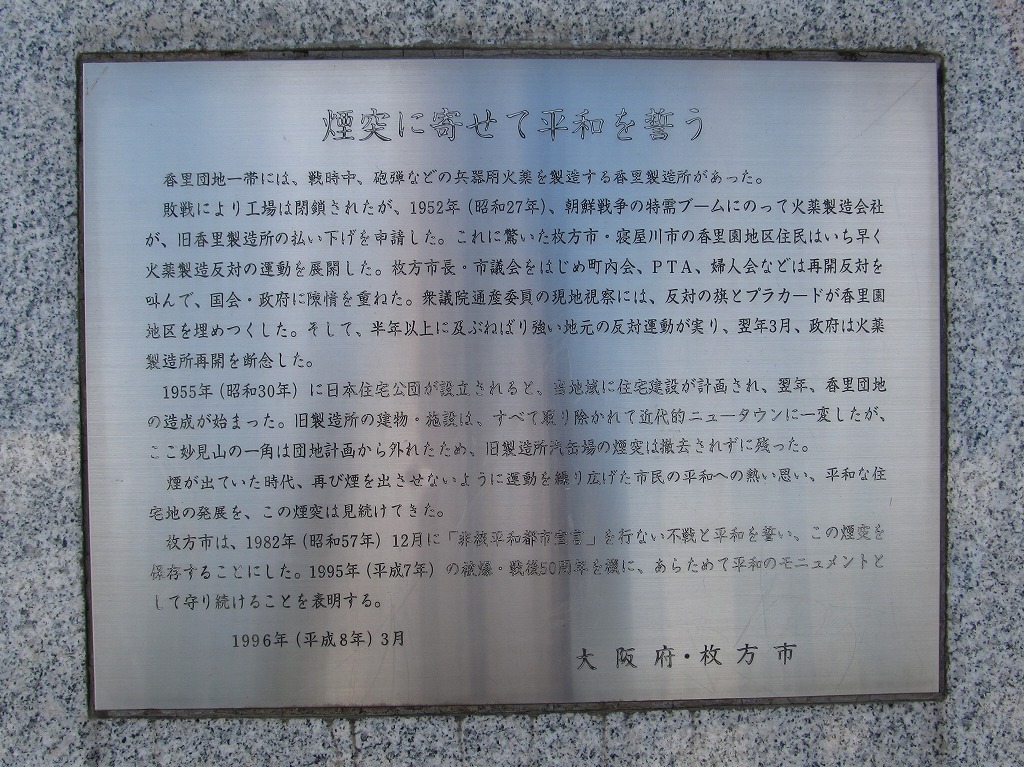 煙突に寄せて平和を誓う
香里団地一帯には、戦時中、砲弾などの兵器用火薬を製造する香里製造所があった。
敗戦により工場は閉鎖されたが、1952年(昭和27年)、朝鮮戦争の特需ブームにのって火薬製造会社
が、旧香里製造所の払い下げを申請した。これに驚いた枚方市・寝屋川市の香里園地区住民はいち早く
火薬製造反対の運動を展開した。枚方市長・市議会をはじめ町内会、PTA、婦人会などは再開反対を
叫んで、国会・政府に陳情を重ねた。衆議院通産委員の現地視察には、反対の旗とプラカードが香里園
地区を埋めつくした。そして、半年以上に及ぶねばり強い地元の反対運動が実り、翌年3月、政府は火薬
製造所再開を断念した。
1955年(昭和30年)に日本住宅公団が設立されると、当地域に住宅建設が計画され、翌年、香里団地
の造成が始まった。旧製造所の建物・施設は、すべて取り除かれて近代的ニュータウンに一変したが、
ここ妙見山の一角は団地計画から外れたため、旧製造所汽缶場の煙突は撤去されずに残った。
煙が出ていた時代、再び煙を出させないように運動を繰り広げた市民の平和への熱い思い、平和な住
宅地の発展を、この煙突は見続けてきた。
枚方市は、1982年(昭和57年)12月に「非核平和都市宣言」を行ない不戦と平和を誓い、この煙突を
保存することにした。1995年(平成7年)の被爆・戦後50周年を機に、あらためて平和のモニュメントと
して守り続けることを表明する。
1996年(平成8年)3月
大阪府・枚方市